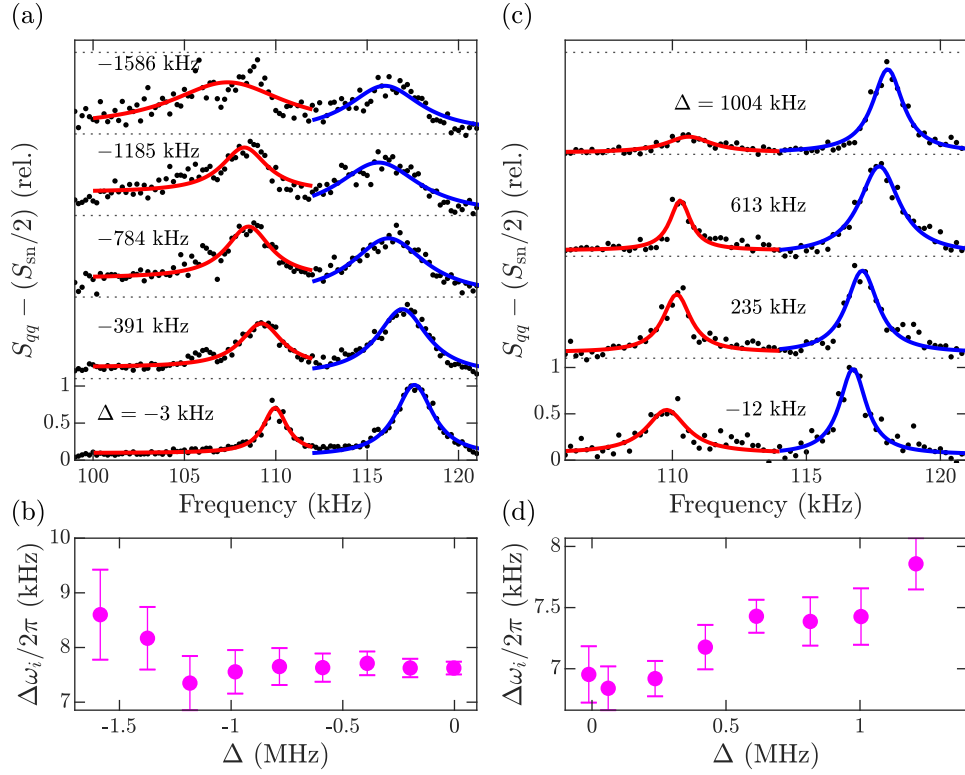 (a)
S_qq − (S_sn/2) (rel.)
−1586 kHz
−1185 kHz
−784 kHz
−391 kHz
Δ = −3 kHz
1
0.5
0
100 105 110 115 120
Frequency (kHz)
(c)
S_qq − (S_sn/2) (rel.)
Δ = 1004 kHz
613 kHz
235 kHz
−12 kHz
1
0.5
0
110 115 120
Frequency (kHz)
(b)
Δω_i/2π (kHz)
10
9
8
7
-1.5 -1 -0.5 0
Δ (MHz)
(d)
Δω_i/2π (kHz)
8
7.5
7
0 0.5 1
Δ (MHz)